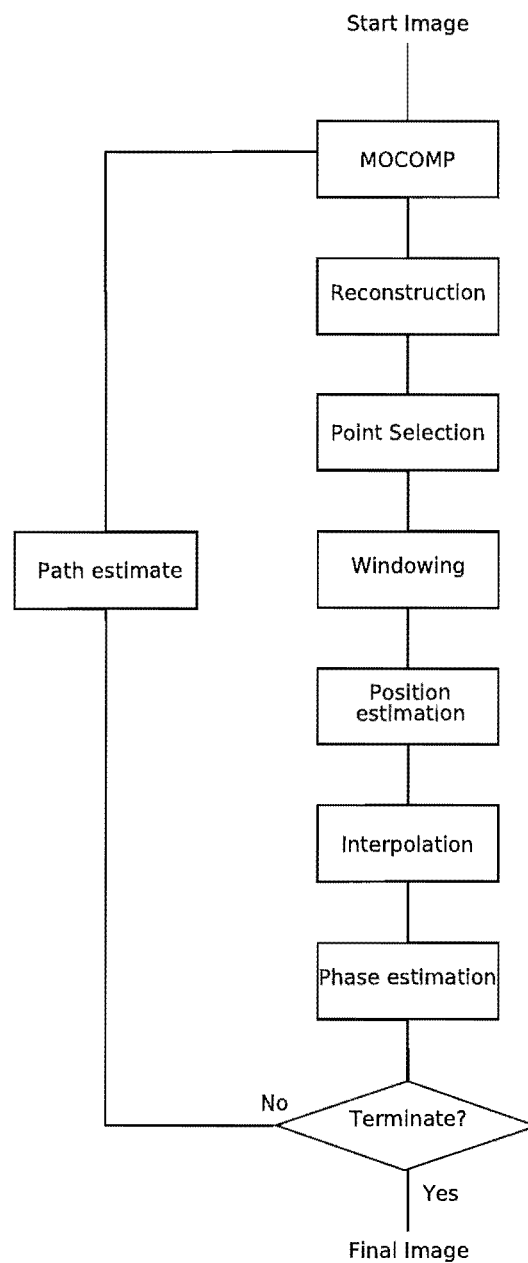 Start Image
MOCOMP
Reconstruction
Point Selection
Windowing
Path estimate
Position
estimation
Interpolation
Phase estimation
No
Terminate?
Yes
Final Image